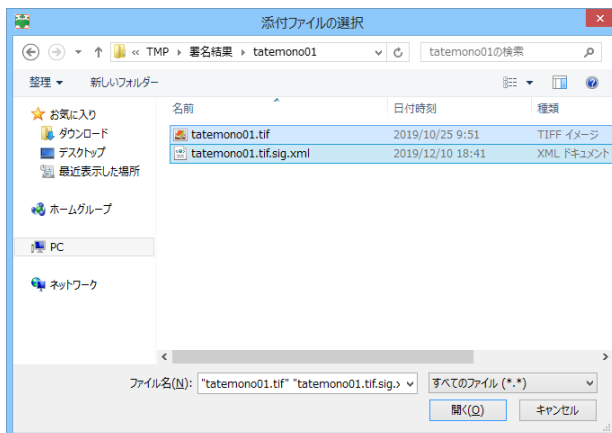 添付ファイルの選択
« TMP ▸ 署名結果 ▸ tatemono01
tatemono01の検索
整理 ▼ 新しいフォルダー
名前 日付時刻 種類
お気に入り
ダウンロード
デスクトップ
最近表示した場所
ホームグループ
PC
ネットワーク
tatemono01.tif 2019/10/25 9:51 TIFF イメージ
tatemono01.tif.sig.xml 2019/12/10 18:41 XML ドキュメント
ファイル名(N): "tatemono01.tif" "tatemono01.tif.sig.x
すべてのファイル (*.*)
開く(O) キャンセル